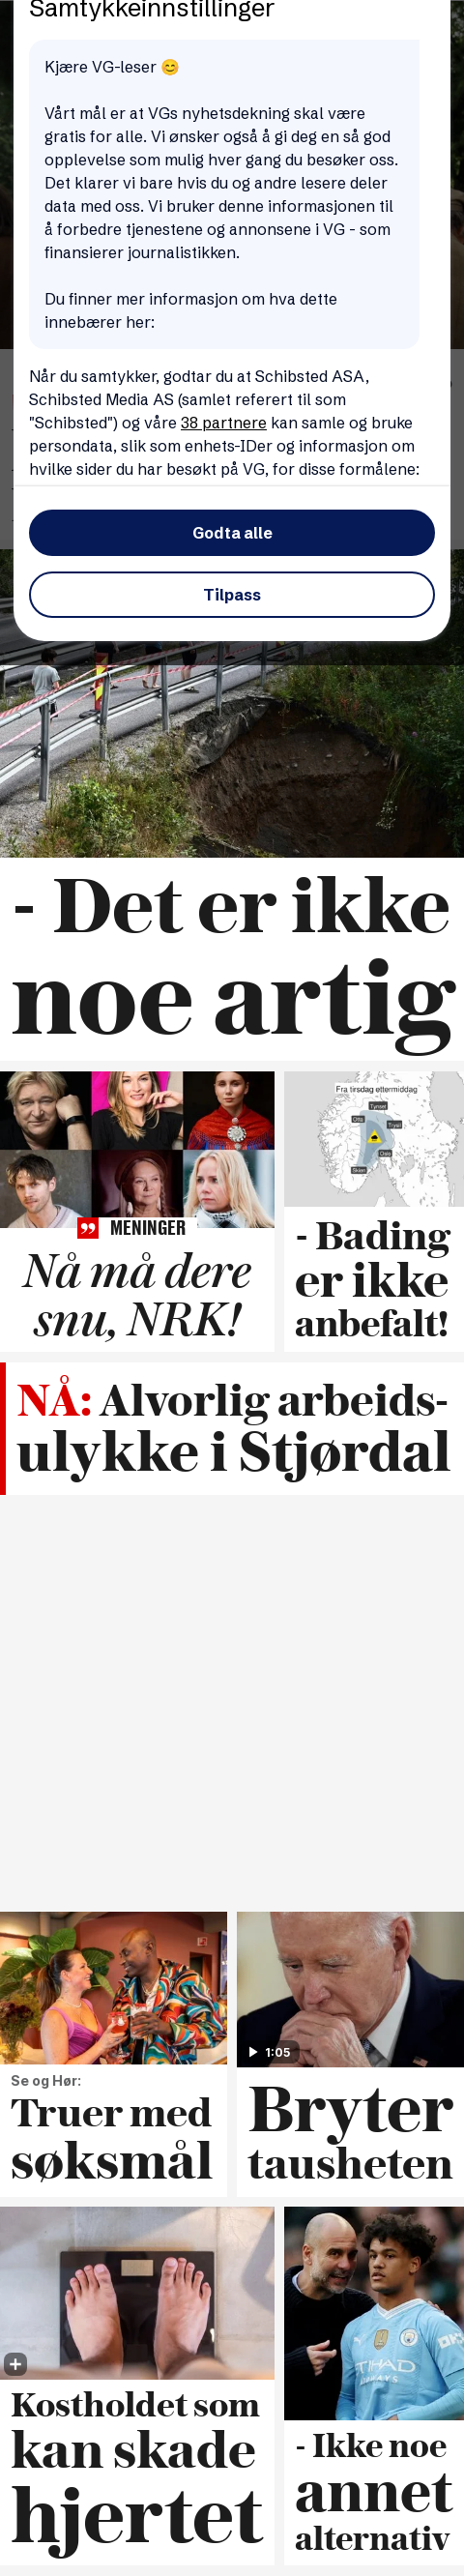 Samtykkeinnstillinger
Kjære VG-leser 😊
Vårt mål er at VGs nyhetsdekning skal være
gratis for alle. Vi ønsker også å gi deg en så god
opplevelse som mulig hver gang du besøker oss.
Det klarer vi bare hvis du og andre lesere deler
data med oss. Vi bruker denne informasjonen til
å forbedre tjenestene og annonsene i VG - som
finansierer journalistikken.
Du finner mer informasjon om hva dette
innebærer her:
Når du samtykker, godtar du at Schibsted ASA,
Schibsted Media AS (samlet referert til som
"Schibsted") og våre 38 partnere kan samle og bruke
persondata, slik som enhets-IDer og informasjon om
hvilke sider du har besøkt på VG, for disse formålene:
Godta alle
Tilpass
- Det er ikke
noe artig
MENINGER
Nå må dere
snu, NRK!
Fra tirsdag ettermiddag
Tynset
Otta
Trysil
Oslo
Skien
- Bading
er ikke
anbefalt!
NÅ: Alvorlig arbeids-
ulykke i Stjørdal
Se og Hør:
Truer med
søksmål
1:05
Bryter
tausheten
Kostholdet som
kan skade
hjertet
ETIHAD
AIRWAYS
- Ikke noe
annet
alternativ